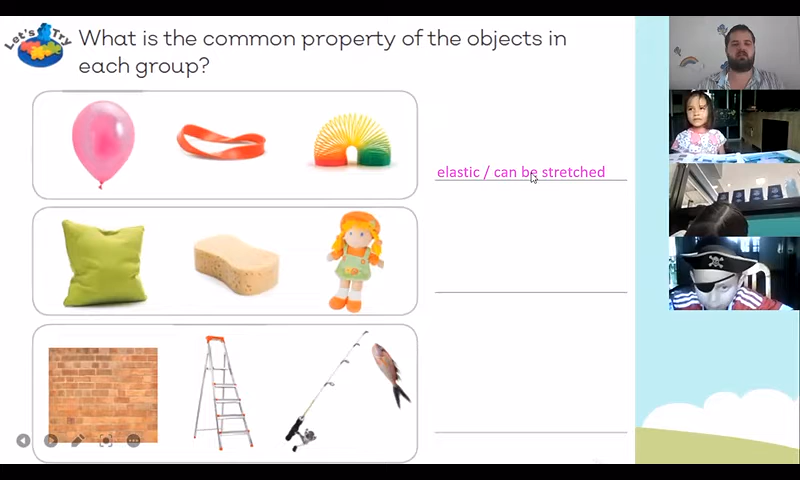 Let's Try
What is the common property of the objects in
each group?
elastic / can be stretched